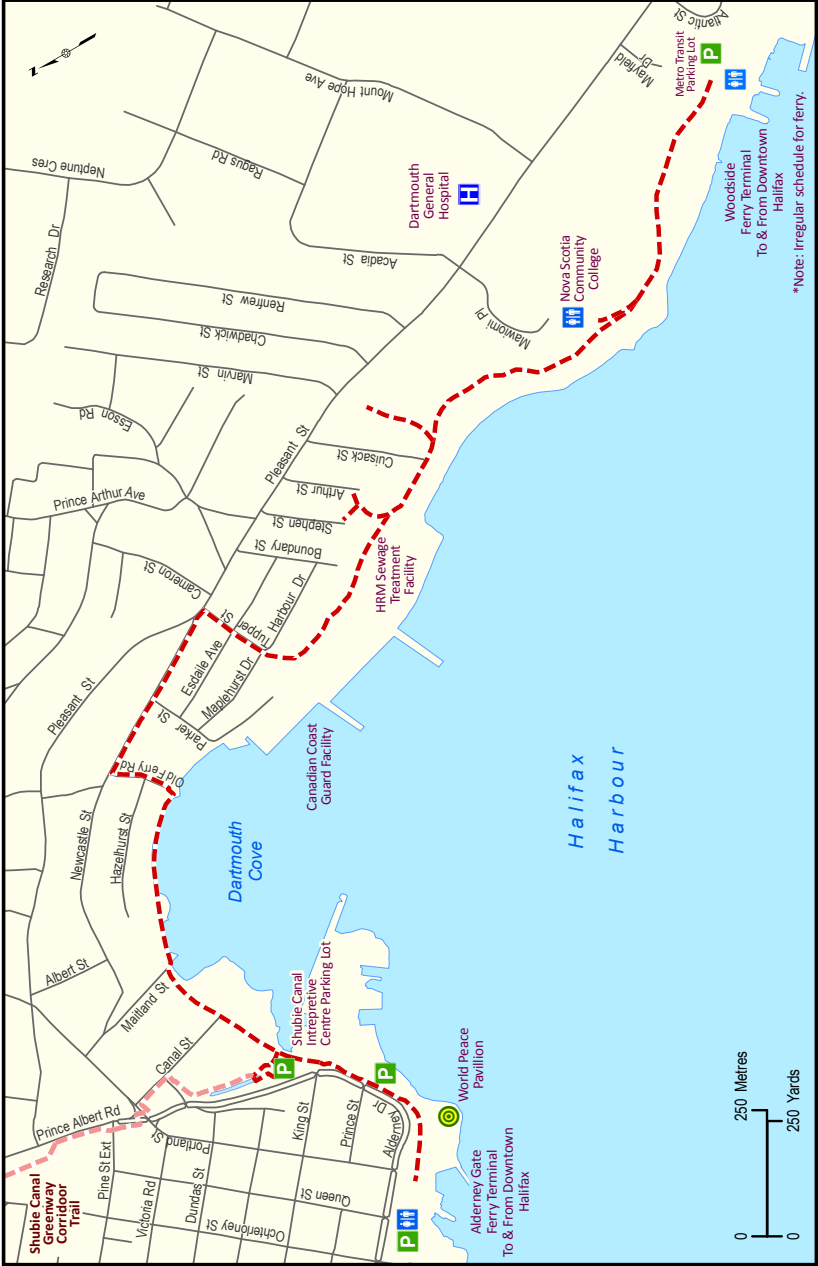 Atlantic St
Mayfield
Dr
Metro Transit
Parking Lot
P
Mount Hope Ave
Ragus Rd
Neptune Cres
Research Dr
Dartmouth
General
Hospital
H
Woodside
Ferry Terminal
To & From Downtown
Halifax
*Note: Irregular schedule for ferry.
Acadia St
Renfrew St
Chadwick St
Marvin St
Nova Scotia
Community
College
Mawiomi Pl
Esson Rd
Prince Arthur Ave
Pleasant St
Cuisack St
Arthur St
Stephen St
Boundary St
HRM Sewage
Treatment
Facility
Cameron St
Tupper
St
Harbour Dr
Esdaile Ave
Maplehurst Dr
Parker
St
Pleasant St
Old Ferry Rd
Canadian Coast
Guard Facility
Newcastle St
Hazelhurst St
Dartmouth
Cove
Halifax
Harbour
Albert St
Maitland St
Canal St
Shubie Canal
Intrepretive
Centre Parking Lot
P
P
World Peace
Pavillion
Prince Albert Rd
Shubie Canal
Greenway
Corridoor
Trail
Pine St Ext
Portland
St
Victoria Rd
Dundas St
King St
Prince St
Alderney Dr
Queen St
Ochterloney St
P
Alderney Gate
Ferry Terminal
To & From Downtown
Halifax
0 250 Metres
0 250 Yards